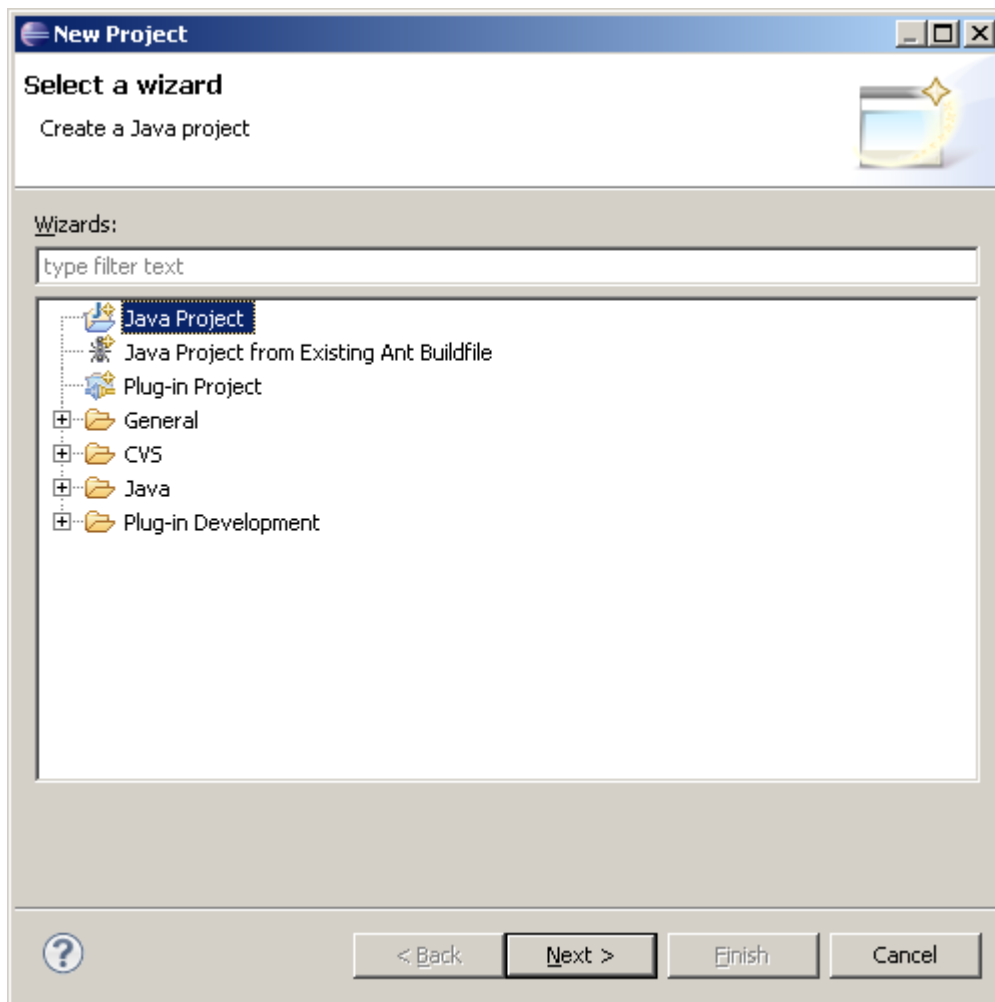 New Project
Select a wizard
Create a Java project
Wizards:
type filter text
Java Project
Java Project from Existing Ant Buildfile
Plug-in Project
General
CVS
Java
Plug-in Development
? < Back Next > Finish Cancel